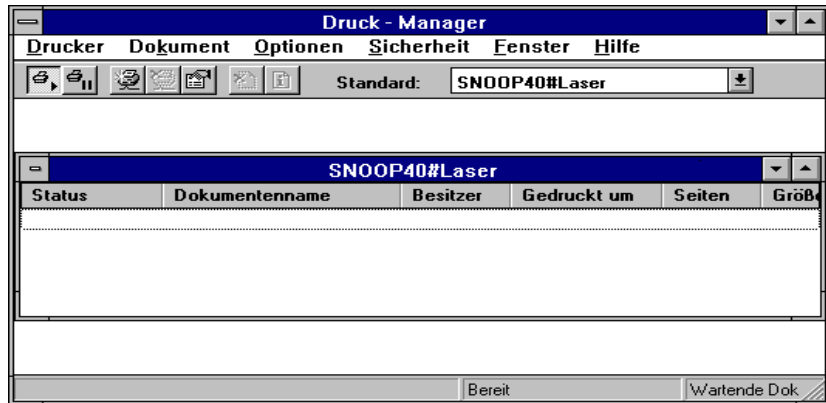 Druck - Manager
Drucker Dokument Optionen Sicherheit Fenster Hilfe
Standard: SNOOP40#Laser
SNOOP40#Laser
Status Dokumentenname Besitzer Gedruckt um Seiten Größe
Bereit Wartende Dok